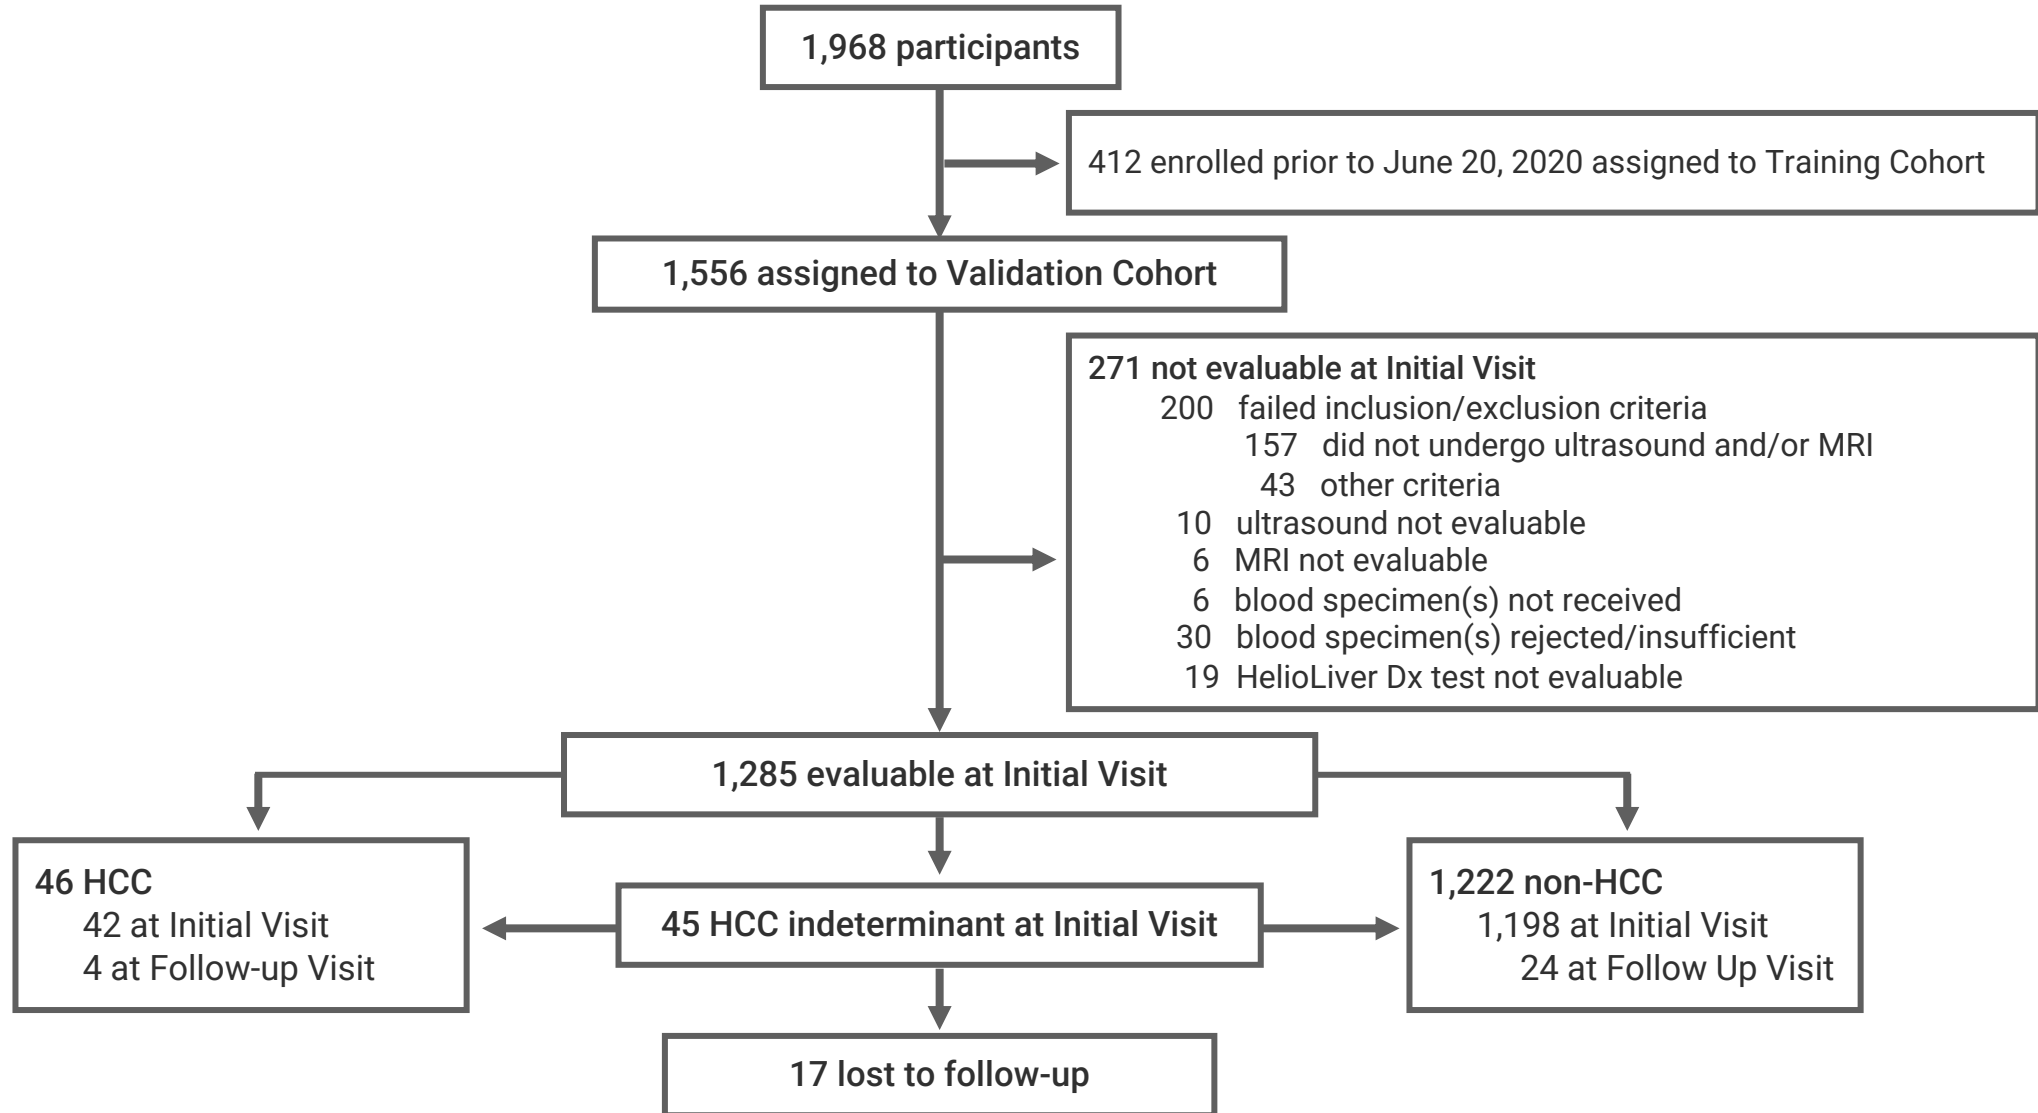 1,968 participants
412 enrolled prior to June 20, 2020 assigned to Training Cohort
1,556 assigned to Validation Cohort
271 not evaluable at Initial Visit
200 failed inclusion/exclusion criteria
157 did not undergo ultrasound and/or MRI
43 other criteria
10 ultrasound not evaluable
6 MRI not evaluable
6 blood specimen(s) not received
30 blood specimen(s) rejected/insufficient
19 HelioLiver Dx test not evaluable
1,285 evaluable at Initial Visit
46 HCC
42 at Initial Visit
4 at Follow-up Visit
45 HCC indeterminant at Initial Visit
1,222 non-HCC
1,198 at Initial Visit
24 at Follow Up Visit
17 lost to follow-up